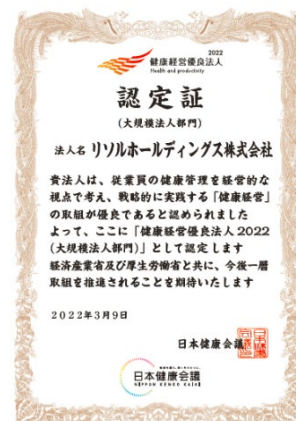 2022
健康経営優良法人
Health and productivity
認定証
(大規模法人部門)
法人名 リソルホールディングス株式会社
貴法人は、従業員の健康管理を経営的な
視点で考え、戦略的に実践する「健康経営」
の取組が優良であると認められました
よって、ここに「健康経営優良法人2022
(大規模法人部門)」として認定します
経済産業省及び厚生労働省と共に、今後一層
取組を推進されることを期待いたします
2022年3月9日
日本健康会議
日本健康会議
NIPPON KENKO KAIGI